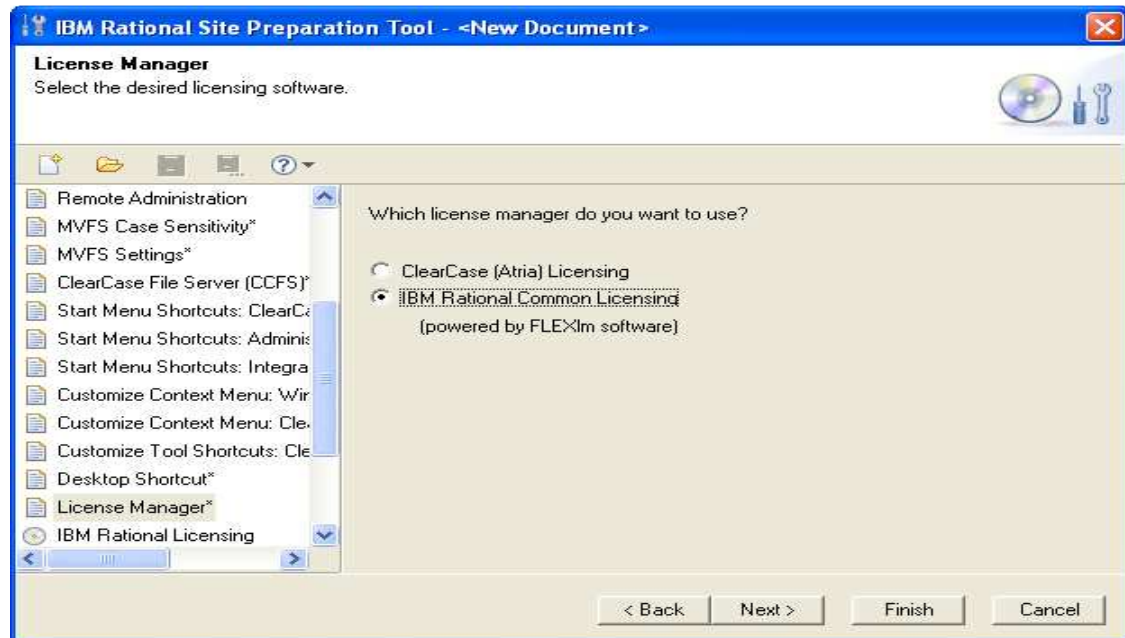 IBM Rational Site Preparation Tool - <New Document>
License Manager
Select the desired licensing software.
Remote Administration
MVFS Case Sensitivity*
MVFS Settings*
ClearCase File Server (CCFS)*
Start Menu Shortcuts: ClearCa
Start Menu Shortcuts: Adminis
Start Menu Shortcuts: Integra
Customize Context Menu: Wir
Customize Context Menu: Cle
Customize Tool Shortcuts: Cle
Desktop Shortcut*
License Manager*
IBM Rational Licensing
Which license manager do you want to use?
ClearCase (Atria) Licensing
IBM Rational Common Licensing
(powered by FLEXlm software)
< Back
Next >
Finish
Cancel